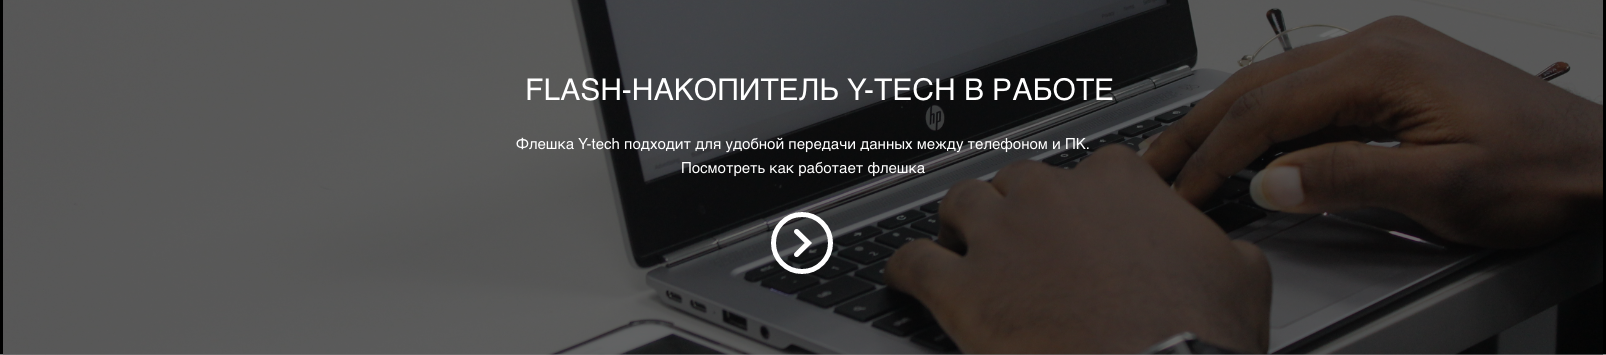 FLASH-НАКОПИТЕЛЬ Y-TECH В РАБОТЕ
hp
Флешка Y-tech подходит для удобной передачи данных между телефоном и ПК.
Посмотреть как работает флешка